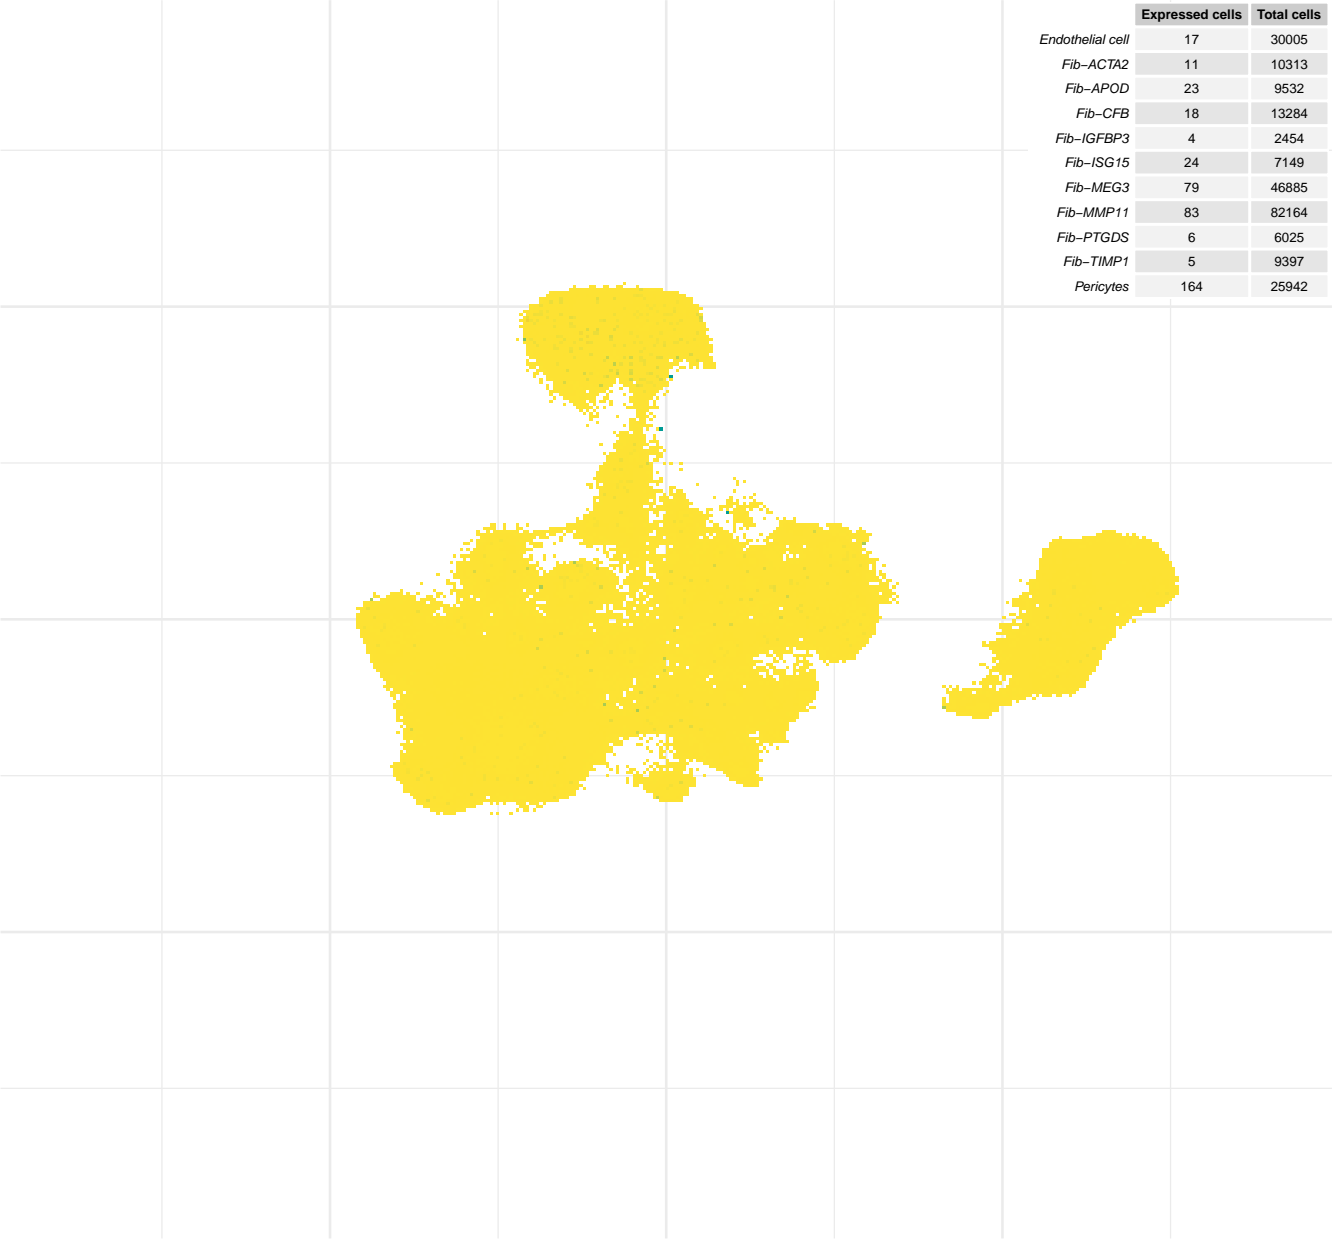 Expressed cells Total cells
Endothelial cell 17 30005
Fib−ACTA2 11 10313
Fib−APOD 23 9532
Fib−CFB 18 13284
Fib−IGFBP3 4 2454
Fib−ISG15 24 7149
Fib−MEG3 79 46885
Fib−MMP11 83 82164
Fib−PTGDS 6 6025
Fib−TIMP1 5 9397
Pericytes 164 25942